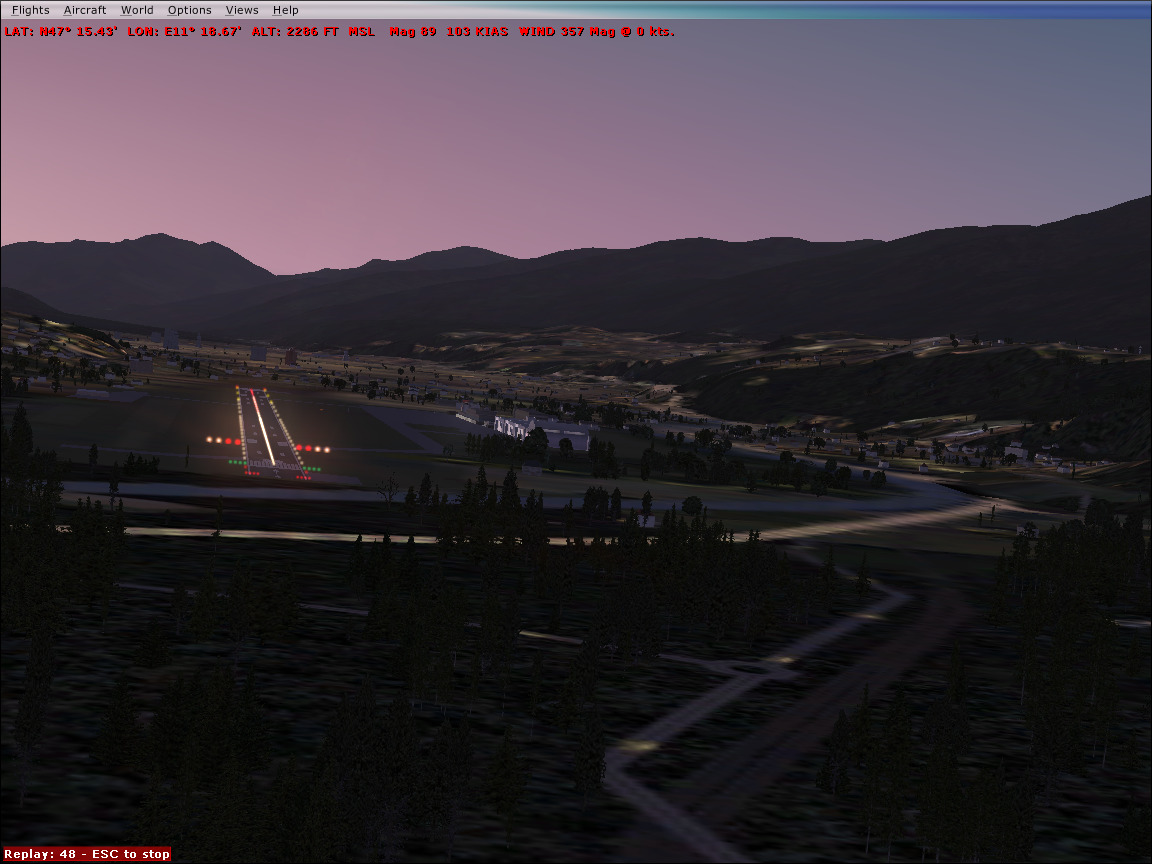 Flights Aircraft World Options Views Help
LAT: N47° 15.43' LON: E11° 18.67' ALT: 2286 FT MSL Mag 89 103 KIAS WIND 357 Mag @ 0 kts.
Replay: 48 - ESC to stop